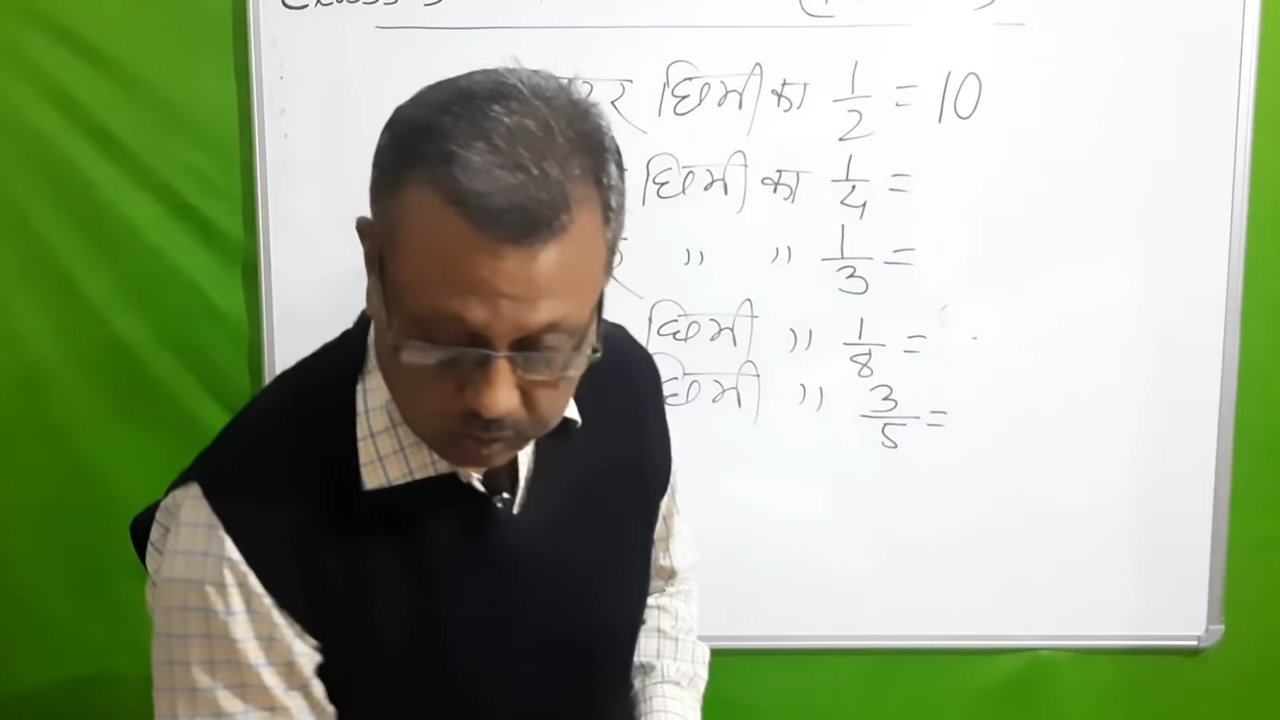 छिमी का 1/2 = 10
छिमी का 1/4 =
" " 1/3 =
छिमी " 1/8 =
छिमी " 3/5 =